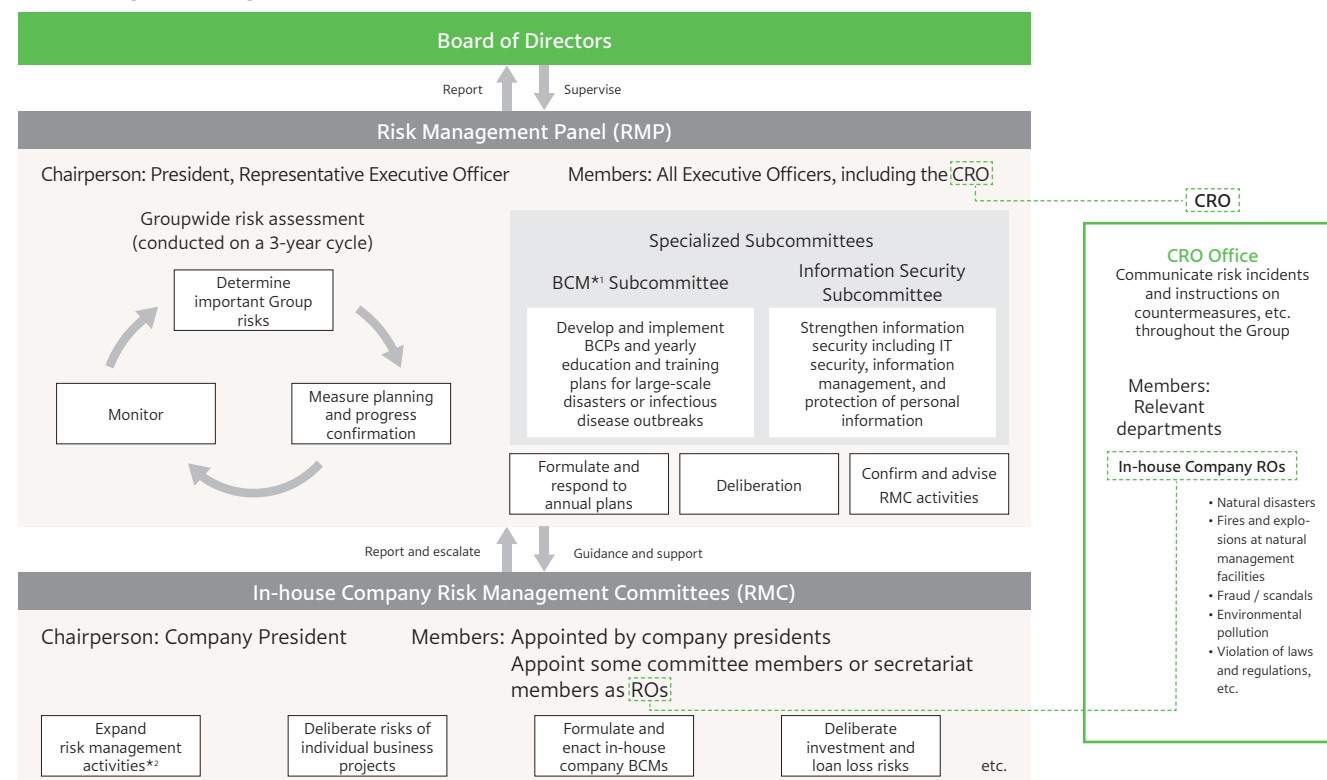 Board of Directors
Report
Supervise
Risk Management Panel (RMP)
Chairperson: President, Representative Executive Officer
Members: All Executive Officers, including the CRO
Groupwide risk assessment
(conducted on a 3-year cycle)
Determine
important Group
risks
Measure planning
and progress
confirmation
Monitor
Specialized Subcommittees
BCM*¹ Subcommittee
Develop and implement
BCPs and yearly
education and training
plans for large-scale
disasters or infectious
disease outbreaks
Information Security
Subcommittee
Strengthen information
security including IT
security, information
management, and
protection of personal
information
Formulate and
respond to
annual plans
Deliberation
Confirm and advise
RMC activities
Report and escalate
Guidance and support
In-house Company Risk Management Committees (RMC)
Chairperson: Company President
Members: Appointed by company presidents
Appoint some committee members or secretariat
members as ROs
Expand
risk management
activities*²
Deliberate risks of
individual business
projects
Formulate and
enact in-house
company BCMs
Deliberate
investment and
loan loss risks
etc.
CRO
CRO Office
Communicate risk incidents
and instructions on
countermeasures, etc.
throughout the Group
Members:
Relevant
departments
In-house Company ROs
• Natural disasters
• Fires and explo-
sions at natural
management
facilities
• Fraud / scandals
• Environmental
pollution
• Violation of laws
and regulations,
etc.